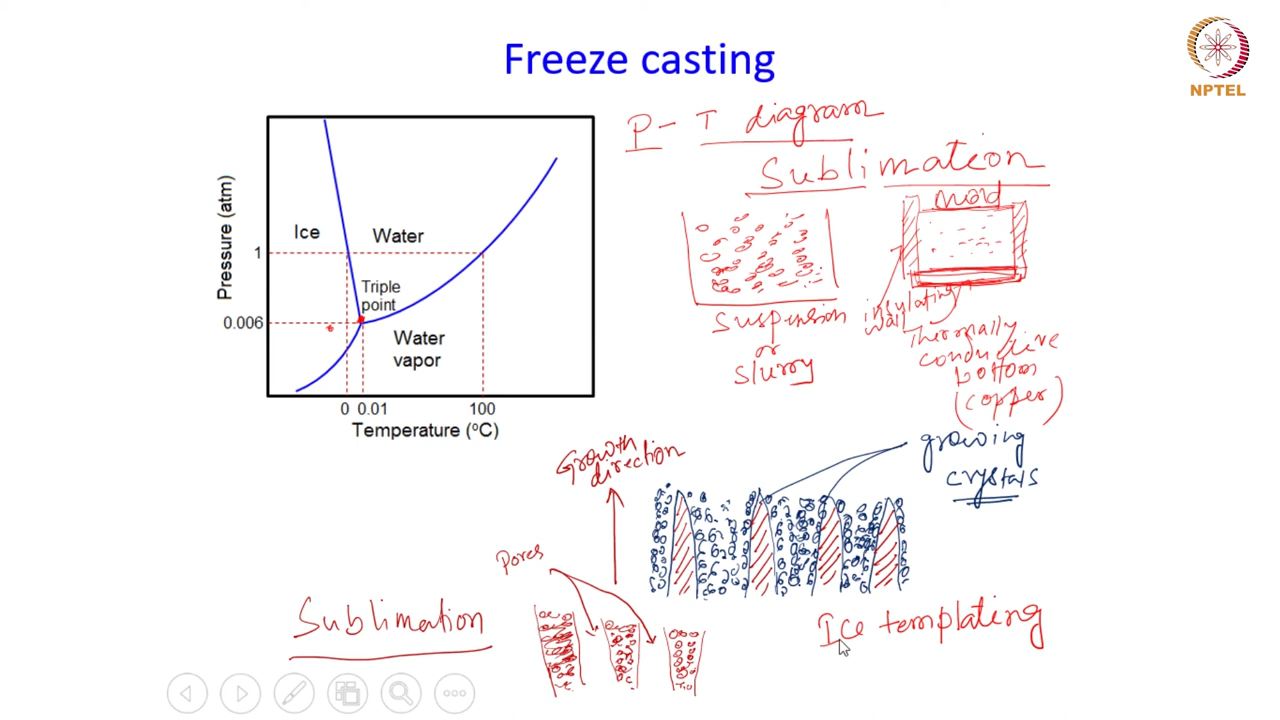 Freeze casting
NPTEL
P - T diagram
Sublimation
Pressure (atm)
Ice
Water
1
Triple
point
0.006
Water
vapor
0 0.01 100
Temperature (ºC)
mold
Suspension
or
slurry
insulating
wall
Thermally
conductive
bottom
(copper)
Growth
direction
growing
crystals
Pores
Sublimation
Ice templating